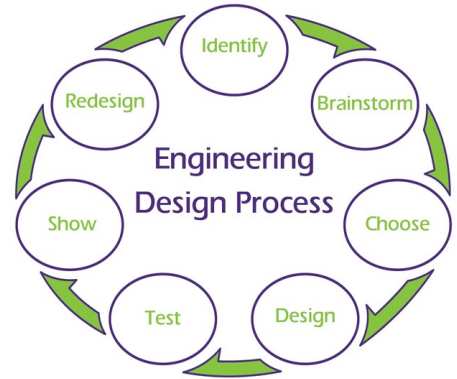 Engineering
Design Process
Identify
Brainstorm
Choose
Design
Test
Show
Redesign